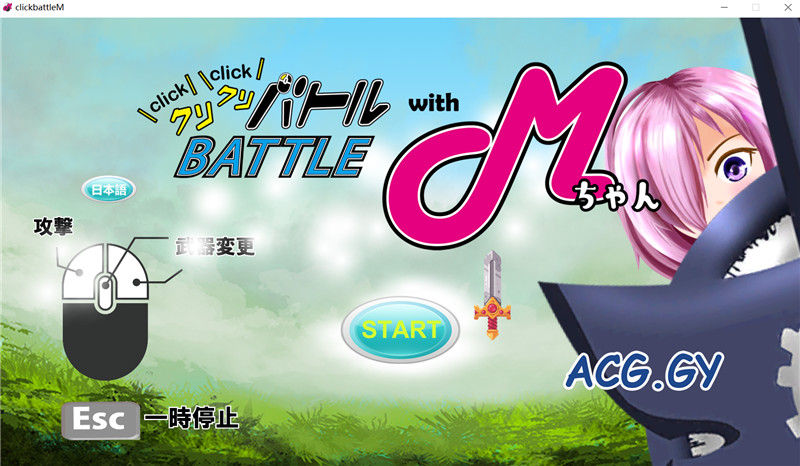 clickbattleM
click click
クリクリバトル with M
BATTLE
ちゃん
日本語
攻撃
武器変更
START
ACG.GY
Esc 一時停止